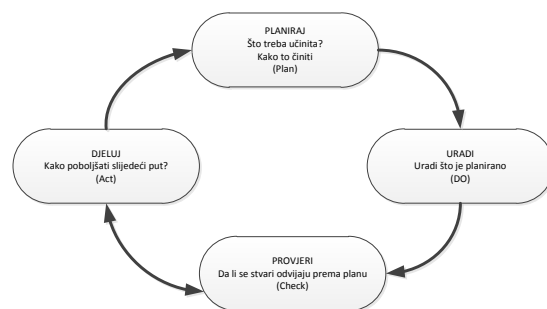 PLANIRAJ
Što treba učinita?
Kako to činiti
(Plan)
URADI
Uradi što je planirano
(DO)
PROVJERI
Da li se stvari odvijaju prema planu
(Check)
DJELUJ
Kako poboljšati slijedeći put?
(Act)